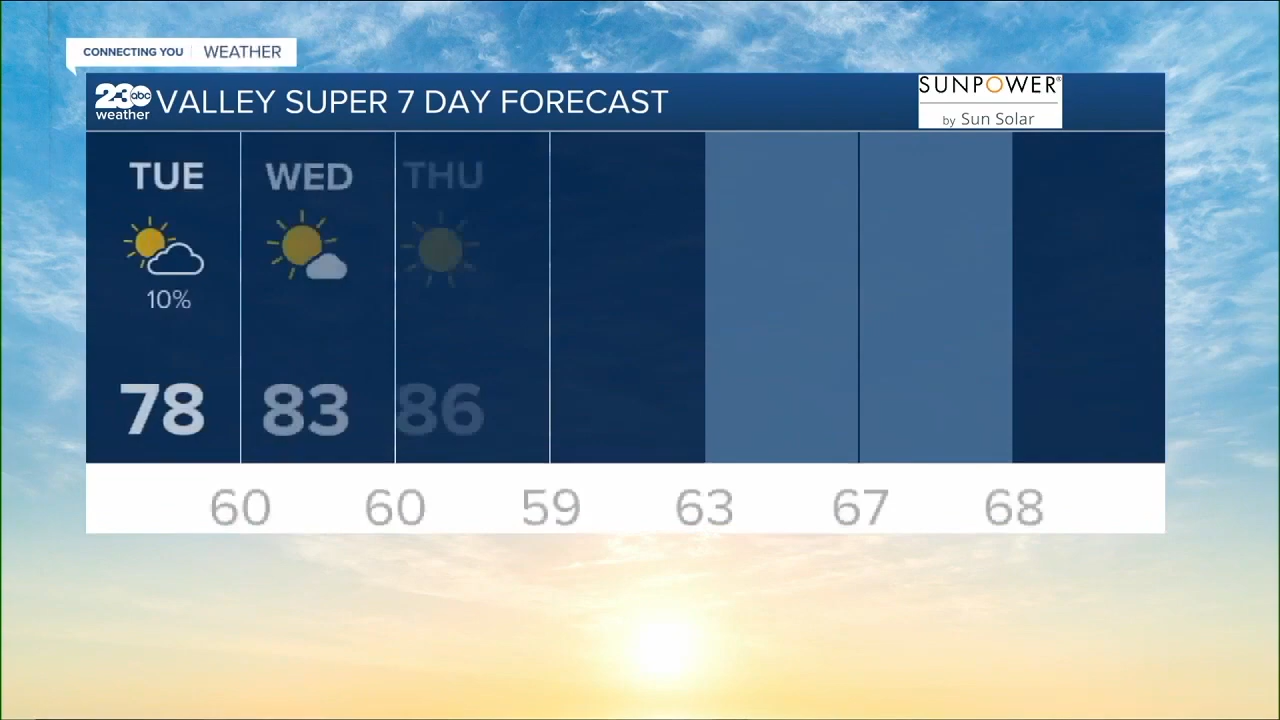 CONNECTING YOU WEATHER
23 abc
weather
VALLEY SUPER 7 DAY FORECAST
SUNPOWER®
by Sun Solar
TUE WED THU
10%
78 83 86
60 60 59 63 67 68